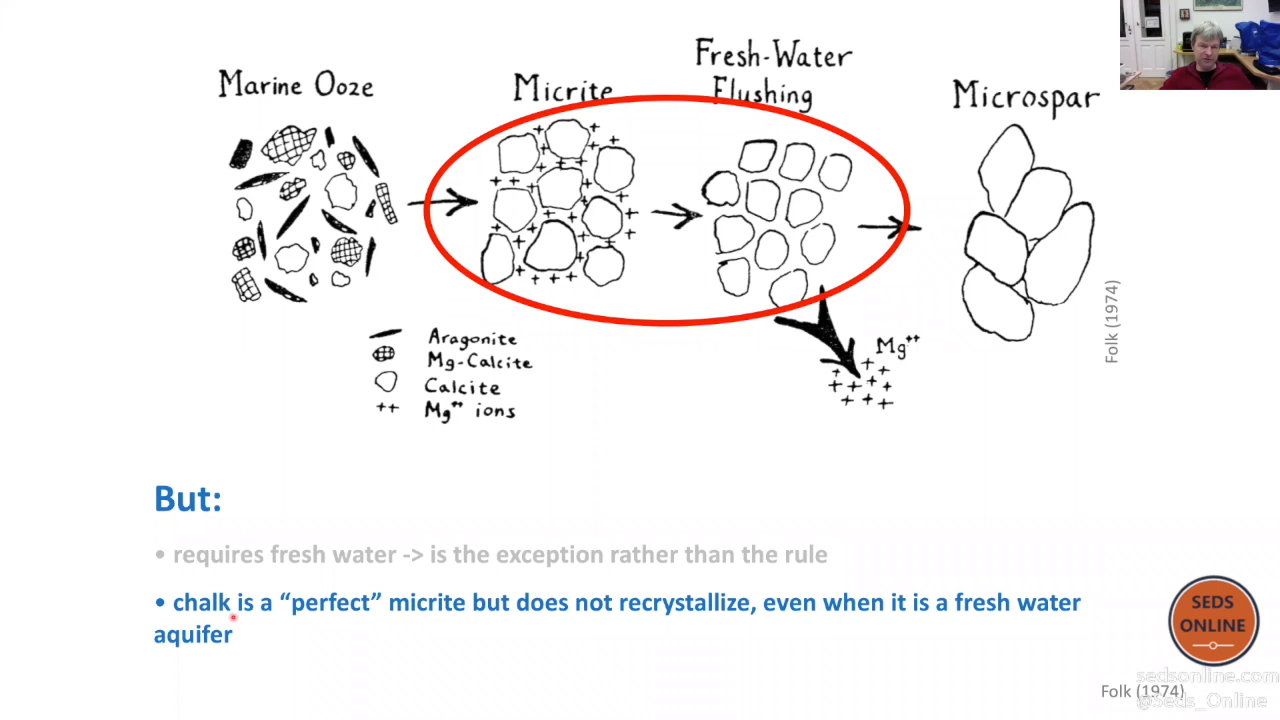 Marine Ooze
Micrite
Fresh-Water
Flushing
Microspar
Mg++
Aragonite
Mg-Calcite
Calcite
++ Mg++ ions
Folk (1974)
But:
• requires fresh water -> is the exception rather than the rule
• chalk is a “perfect” micrite but does not recrystallize, even when it is a fresh water
aquifer
SEDS
ONLINE
sedsonline.com
Folk (1974)
@Seds_Online